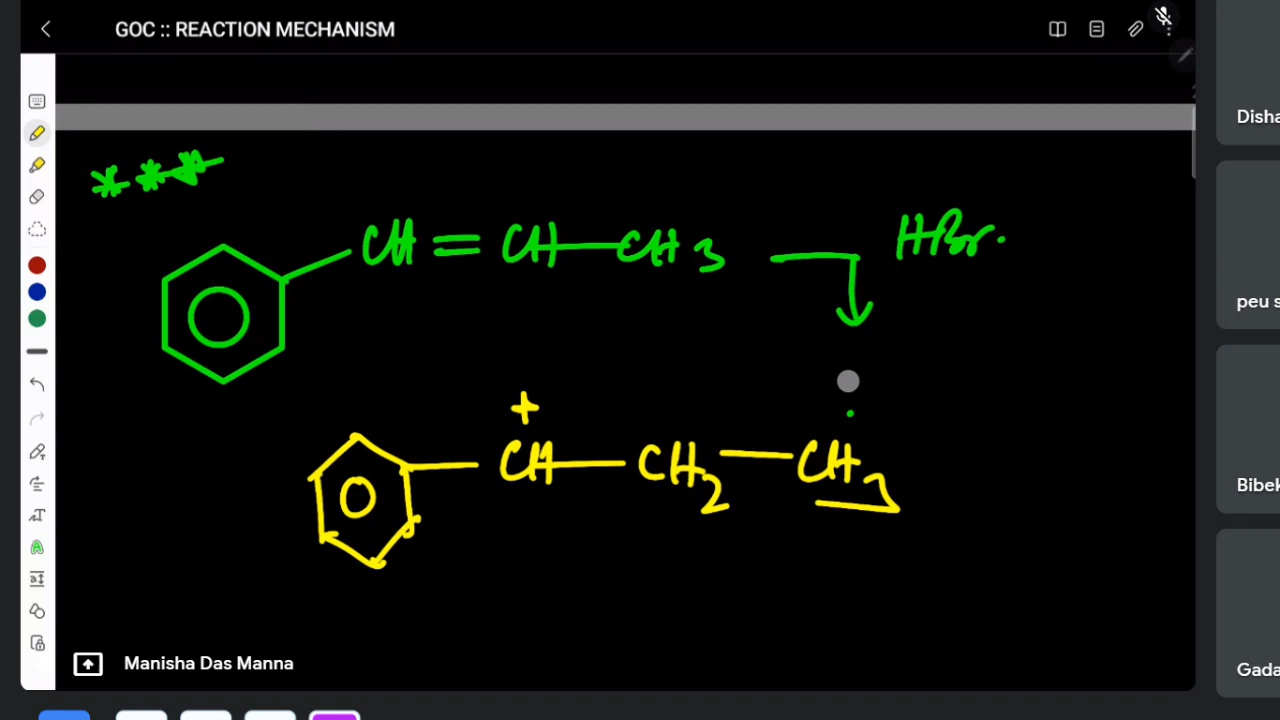 GOC :: REACTION MECHANISM
Disha
***
CH = CH — CH3 HBr.
peu s
+
CH — CH2 — CH3
Bibek
Manisha Das Manna
Gada